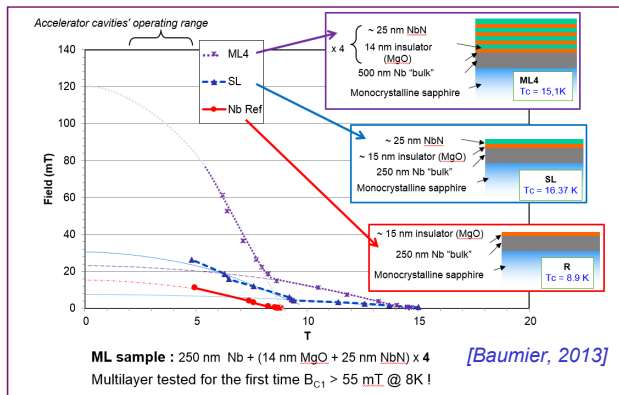 Accelerator cavities' operating range
140
120
100
80
60
40
20
0
Field (mT)
0
5
10
15
20
T
ML4
SL
Nb Ref
x 4
~ 25 nm NbN
14 nm insulator
(MgO)
500 nm Nb "bulk"
Monocrystalline sapphire
ML4
Tc = 15,1K
~ 25 nm NbN
~ 15 nm insulator (MgO)
250 nm Nb "bulk"
Monocrystalline sapphire
SL
Tc = 16.37 K
~ 15 nm insulator (MgO)
250 nm Nb "bulk"
Monocrystalline sapphire
R
Tc = 8.9 K
ML sample : 250 nm Nb + (14 nm MgO + 25 nm NbN) x 4
[Baumier, 2013]
Multilayer tested for the first time BC1 > 55 mT @ 8K !